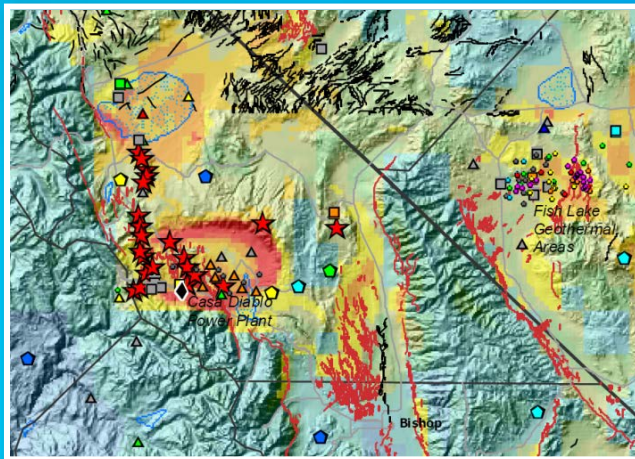 Fish Lake
Geothermal
Areas
Casa Diablo
Power Plant
Bishop